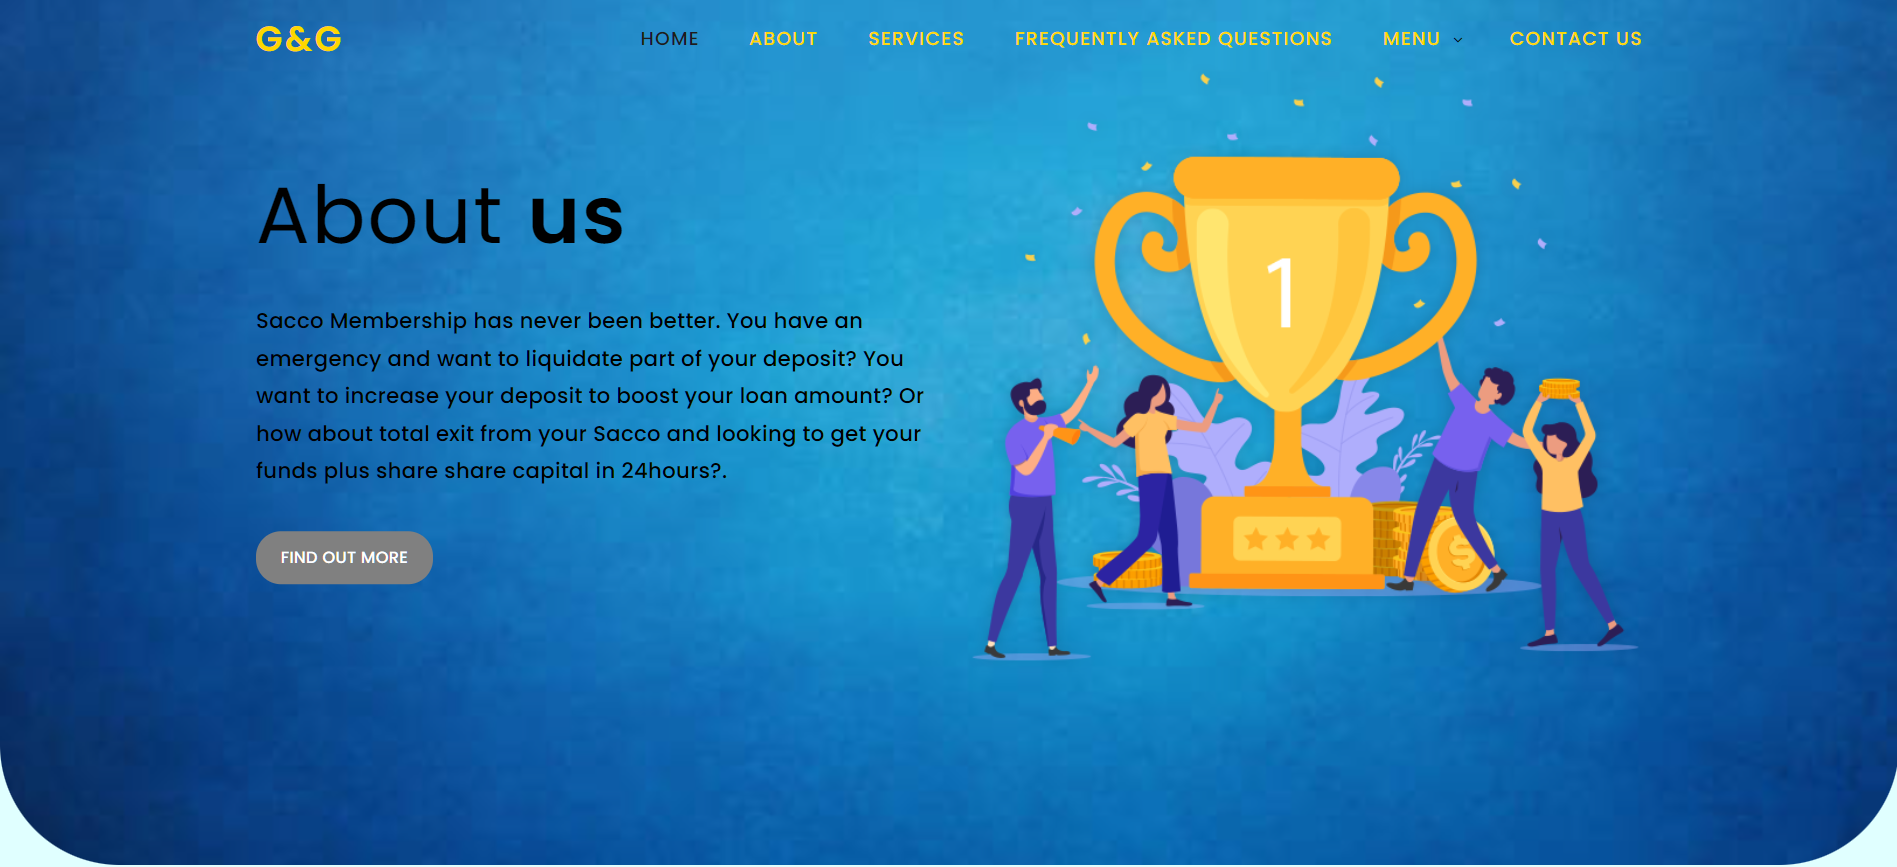 G&G
HOME ABOUT SERVICES FREQUENTLY ASKED QUESTIONS MENU CONTACT US
About us
Sacco Membership has never been better. You have an
emergency and want to liquidate part of your deposit? You
want to increase your deposit to boost your loan amount? Or
how about total exit from your Sacco and looking to get your
funds plus share share capital in 24hours?.
FIND OUT MORE
1
$